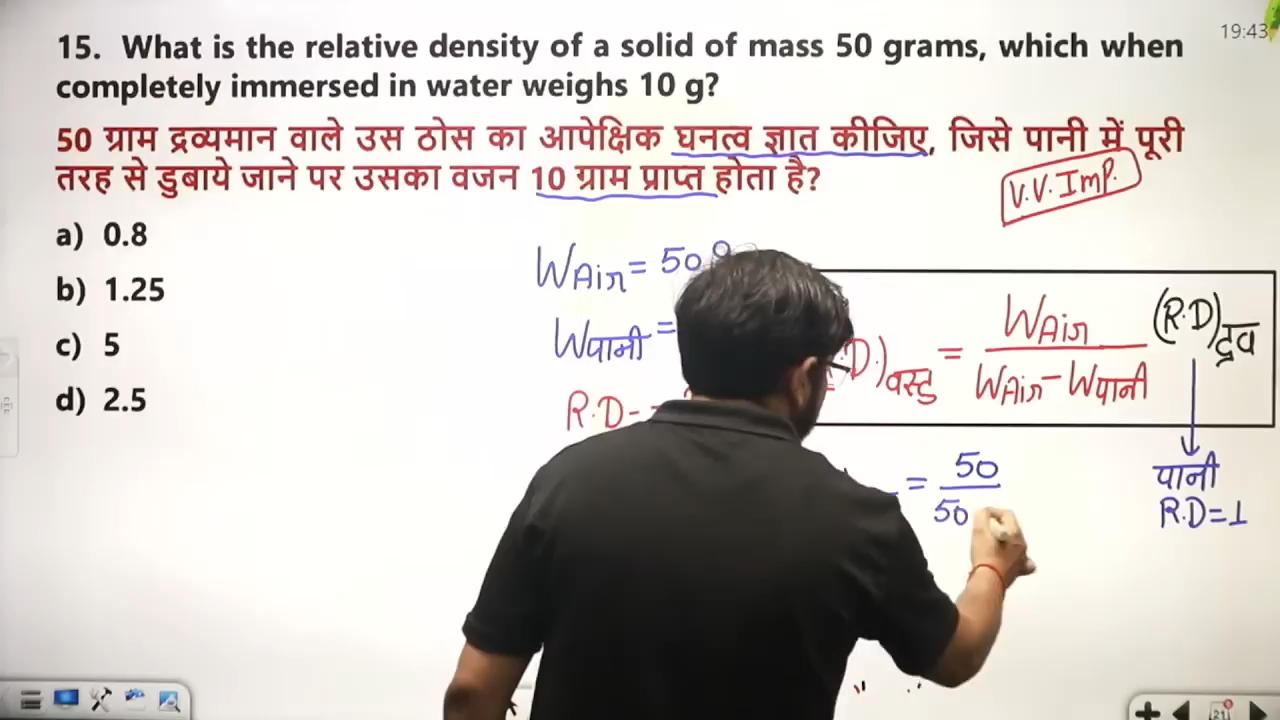 19:43
15. What is the relative density of a solid of mass 50 grams, which when
completely immersed in water weighs 10 g?
50 ग्राम द्रव्यमान वाले उस ठोस का आपेक्षिक घनत्व ज्ञात कीजिए, जिसे पानी में पूरी
तरह से डुबाये जाने पर उसका वजन 10 ग्राम प्राप्त होता है?
V.V. Imp.
a) 0.8
b) 1.25
c) 5
d) 2.5
WAir = 50
Wपानी =
R.D-
D.)वस्तु = WAir
WAir - Wपानी
(R.D)द्रव
= 50
50
पानी
R.D=1
21